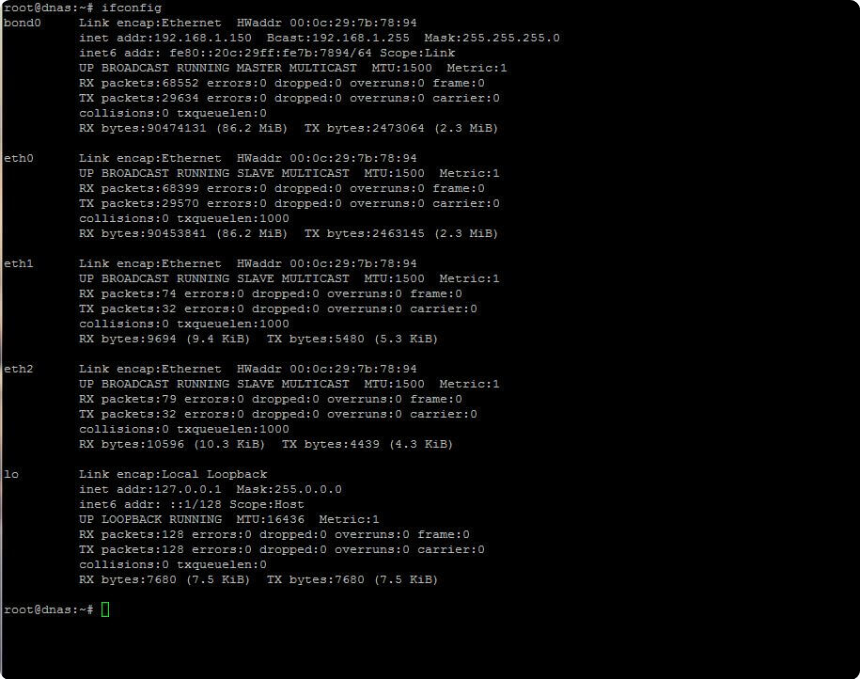 root@dnas:~# ifconfig
bond0     Link encap:Ethernet  HWaddr 00:0c:29:7b:78:94
          inet addr:192.168.1.150  Bcast:192.168.1.255  Mask:255.255.255.0
          inet6 addr: fe80::20c:29ff:fe7b:7894/64 Scope:Link
          UP BROADCAST RUNNING MASTER MULTICAST  MTU:1500  Metric:1
          RX packets:68552 errors:0 dropped:0 overruns:0 frame:0
          TX packets:29634 errors:0 dropped:0 overruns:0 carrier:0
          collisions:0 txqueuelen:0
          RX bytes:90474131 (86.2 MiB)  TX bytes:2473064 (2.3 MiB)

eth0      Link encap:Ethernet  HWaddr 00:0c:29:7b:78:94
          UP BROADCAST RUNNING SLAVE MULTICAST  MTU:1500  Metric:1
          RX packets:68399 errors:0 dropped:0 overruns:0 frame:0
          TX packets:29570 errors:0 dropped:0 overruns:0 carrier:0
          collisions:0 txqueuelen:1000
          RX bytes:90453841 (86.2 MiB)  TX bytes:2463145 (2.3 MiB)

eth1      Link encap:Ethernet  HWaddr 00:0c:29:7b:78:94
          UP BROADCAST RUNNING SLAVE MULTICAST  MTU:1500  Metric:1
          RX packets:74 errors:0 dropped:0 overruns:0 frame:0
          TX packets:32 errors:0 dropped:0 overruns:0 carrier:0
          collisions:0 txqueuelen:1000
          RX bytes:9694 (9.4 KiB)  TX bytes:5480 (5.3 KiB)

eth2      Link encap:Ethernet  HWaddr 00:0c:29:7b:78:94
          UP BROADCAST RUNNING SLAVE MULTICAST  MTU:1500  Metric:1
          RX packets:79 errors:0 dropped:0 overruns:0 frame:0
          TX packets:32 errors:0 dropped:0 overruns:0 carrier:0
          collisions:0 txqueuelen:1000
          RX bytes:10596 (10.3 KiB)  TX bytes:4439 (4.3 KiB)

lo        Link encap:Local Loopback
          inet addr:127.0.0.1  Mask:255.0.0.0
          inet6 addr: ::1/128 Scope:Host
          UP LOOPBACK RUNNING  MTU:16436  Metric:1
          RX packets:128 errors:0 dropped:0 overruns:0 frame:0
          TX packets:128 errors:0 dropped:0 overruns:0 carrier:0
          collisions:0 txqueuelen:0
          RX bytes:7680 (7.5 KiB)  TX bytes:7680 (7.5 KiB)

root@dnas:~#